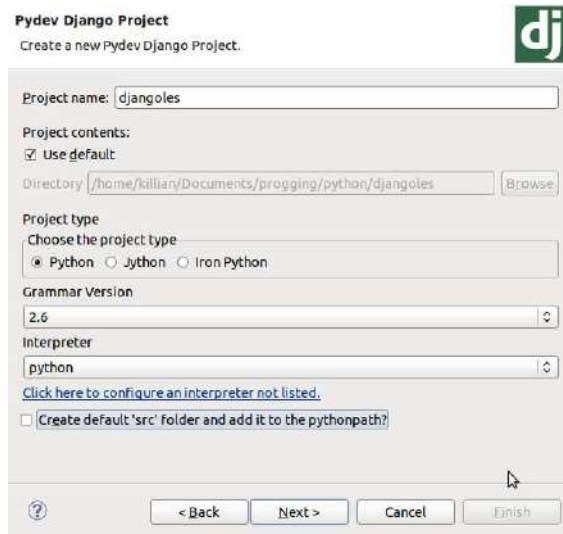 Pydev Django Project
Create a new Pydev Django Project.
dj
Project name: djangoles
Project contents:
Use default
Directory /home/killian/Documents/progging/python/djangoles Browse
Project type
Choose the project type
Python Jython Iron Python
Grammar Version
2.6
Interpreter
python
Click here to configure an interpreter not listed.
Create default 'src' folder and add it to the pythonpath?
? < Back Next > Cancel Finish